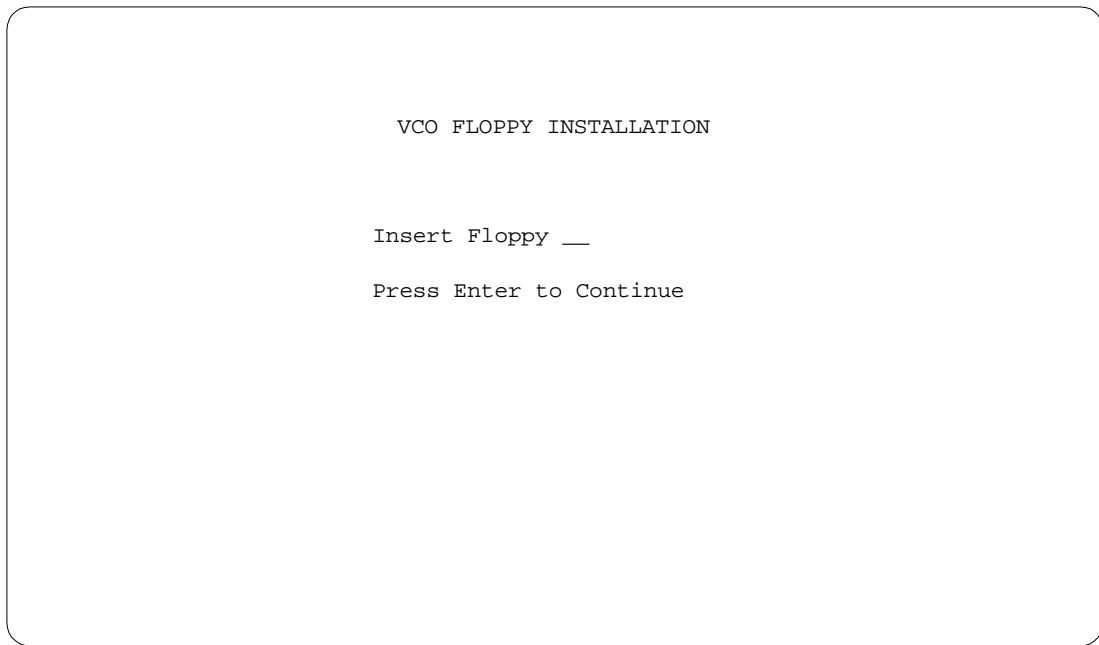 VCO FLOPPY INSTALLATION
Insert Floppy __
Press Enter to Continue